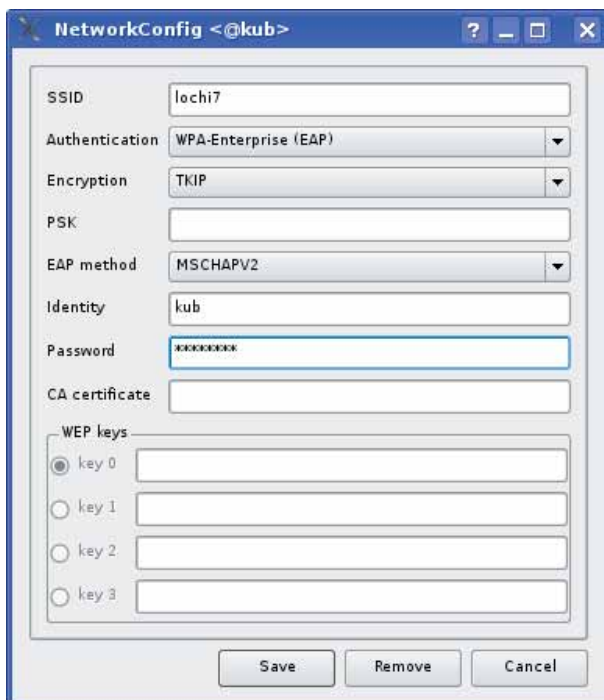 NetworkConfig <@kub>
SSID lochi7
Authentication WPA-Enterprise (EAP)
Encryption TKIP
PSK
EAP method MSCHAPV2
Identity kub
Password *********
CA certificate
WEP keys
key 0
key 1
key 2
key 3
Save Remove Cancel